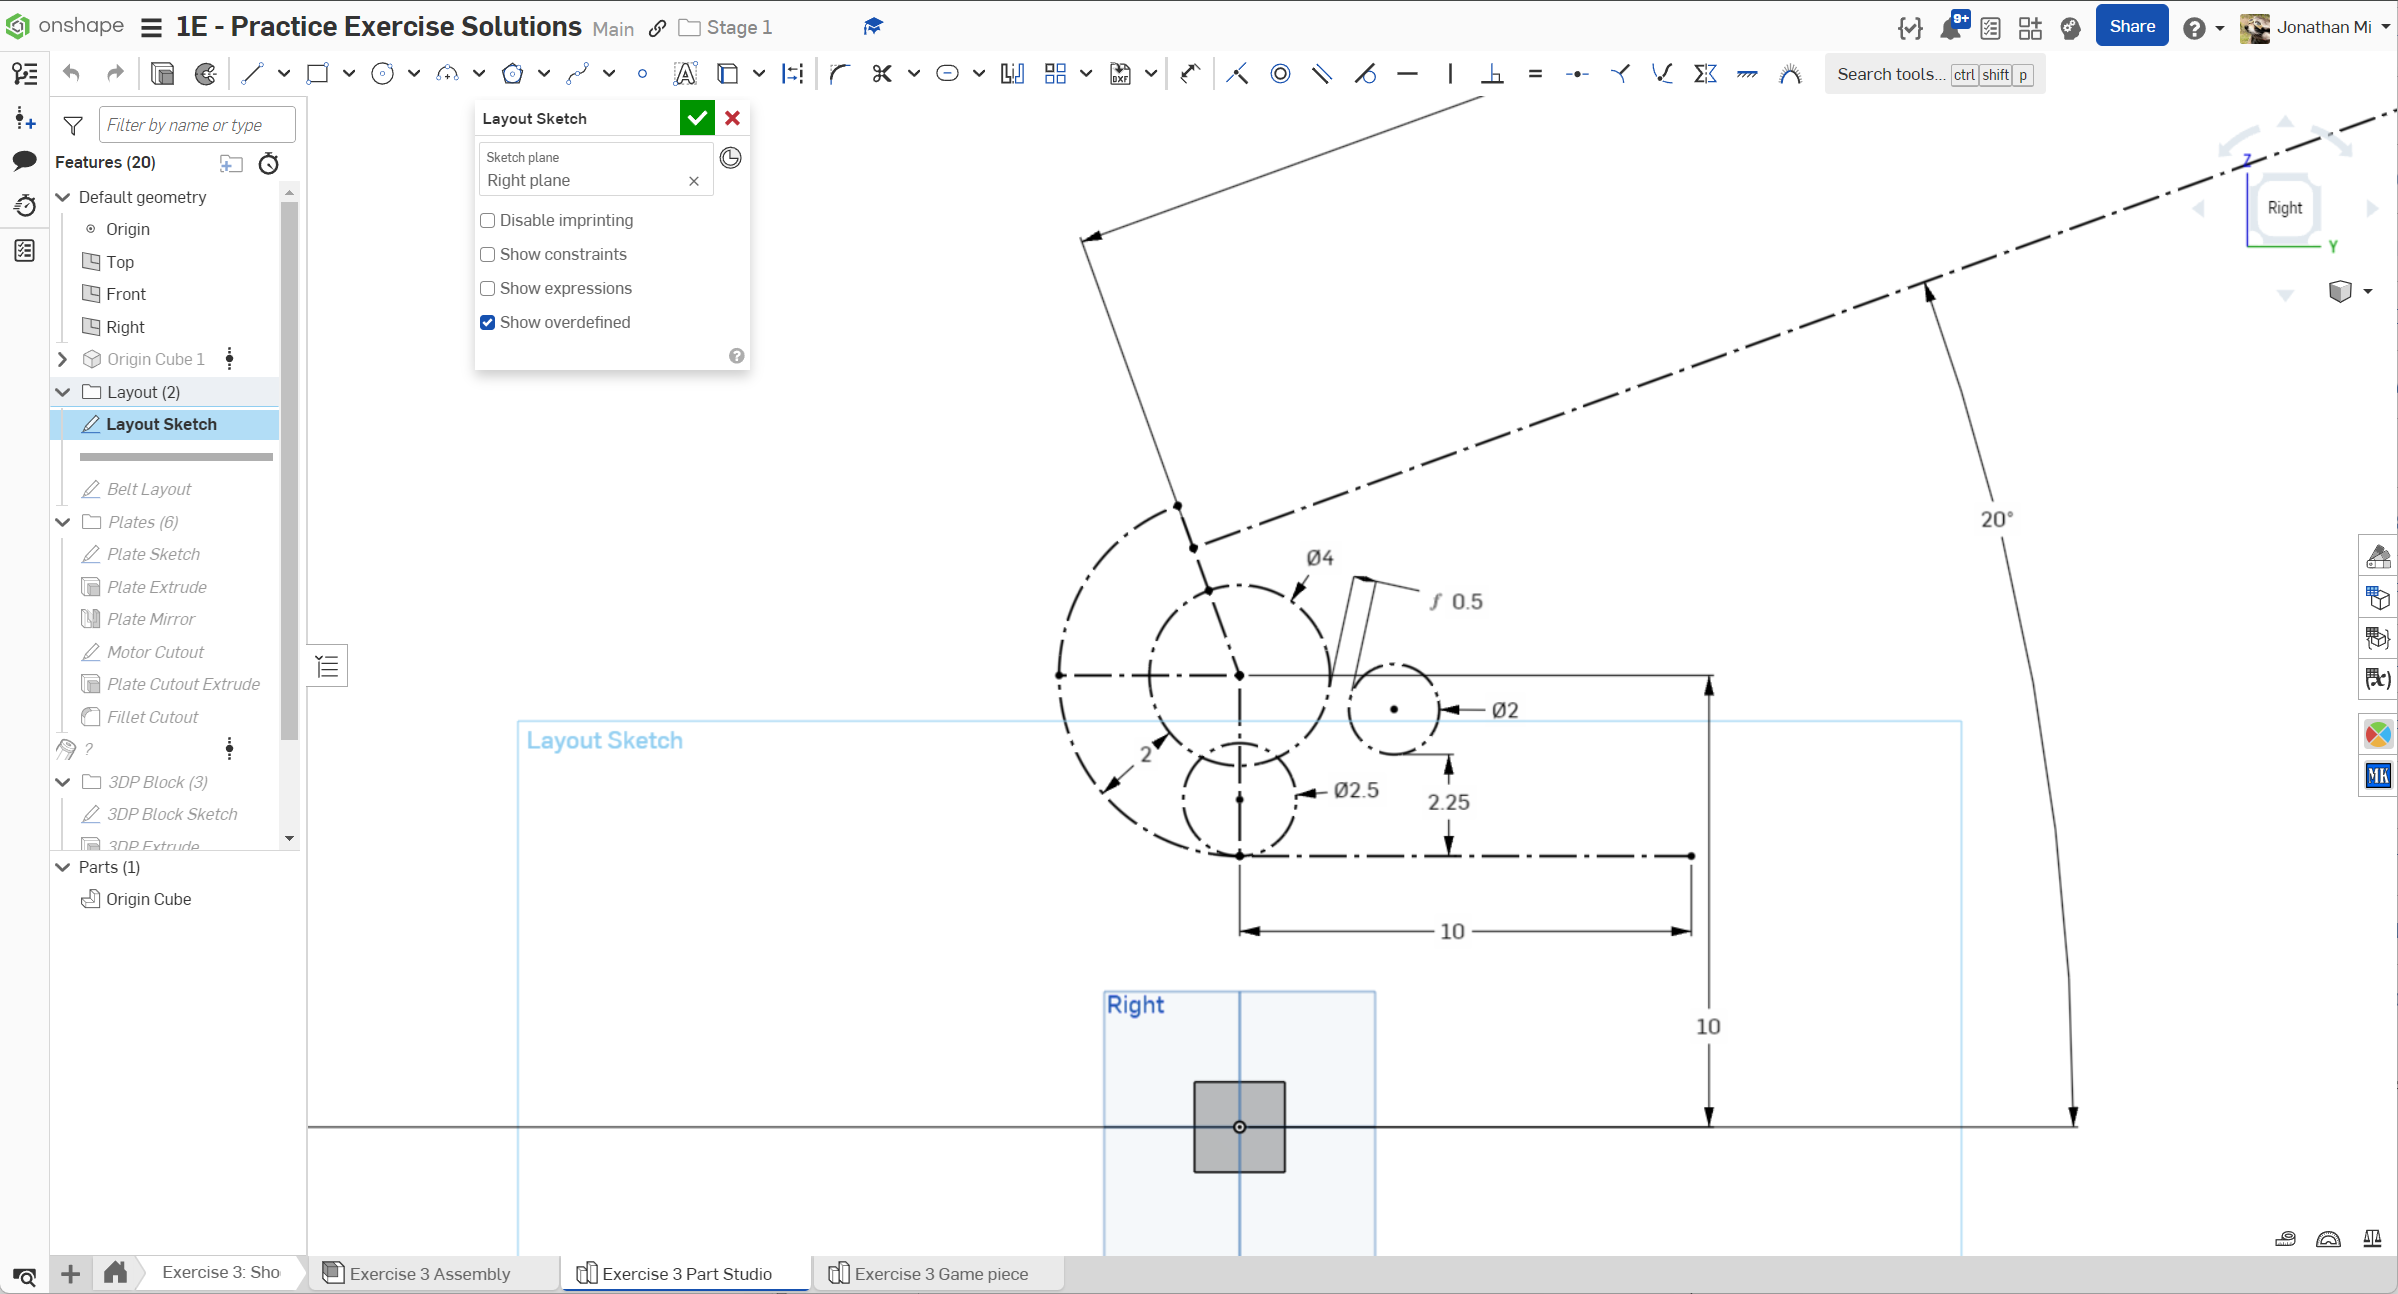 onshape 1E - Practice Exercise Solutions Main Stage 1
9+ Share Jonathan Mi
Search tools... ctrl shift p
Filter by name or type
Features (20)
Default geometry
Origin
Top
Front
Right
Origin Cube 1
Layout (2)
Layout Sketch
Belt Layout
Plates (6)
Plate Sketch
Plate Extrude
Plate Mirror
Motor Cutout
Plate Cutout Extrude
Fillet Cutout
?
3DP Block (3)
3DP Block Sketch
3DP Extrude
Parts (1)
Origin Cube
Layout Sketch
Sketch plane
Right plane
Disable imprinting
Show constraints
Show expressions
Show overdefined
Z
Right
Y
20°
Ø4
ƒ 0.5
Ø2
2
Ø2.5
2.25
10
10
Layout Sketch
Right
(x)
MK
Exercise 3: Sho
Exercise 3 Assembly
Exercise 3 Part Studio
Exercise 3 Game piece